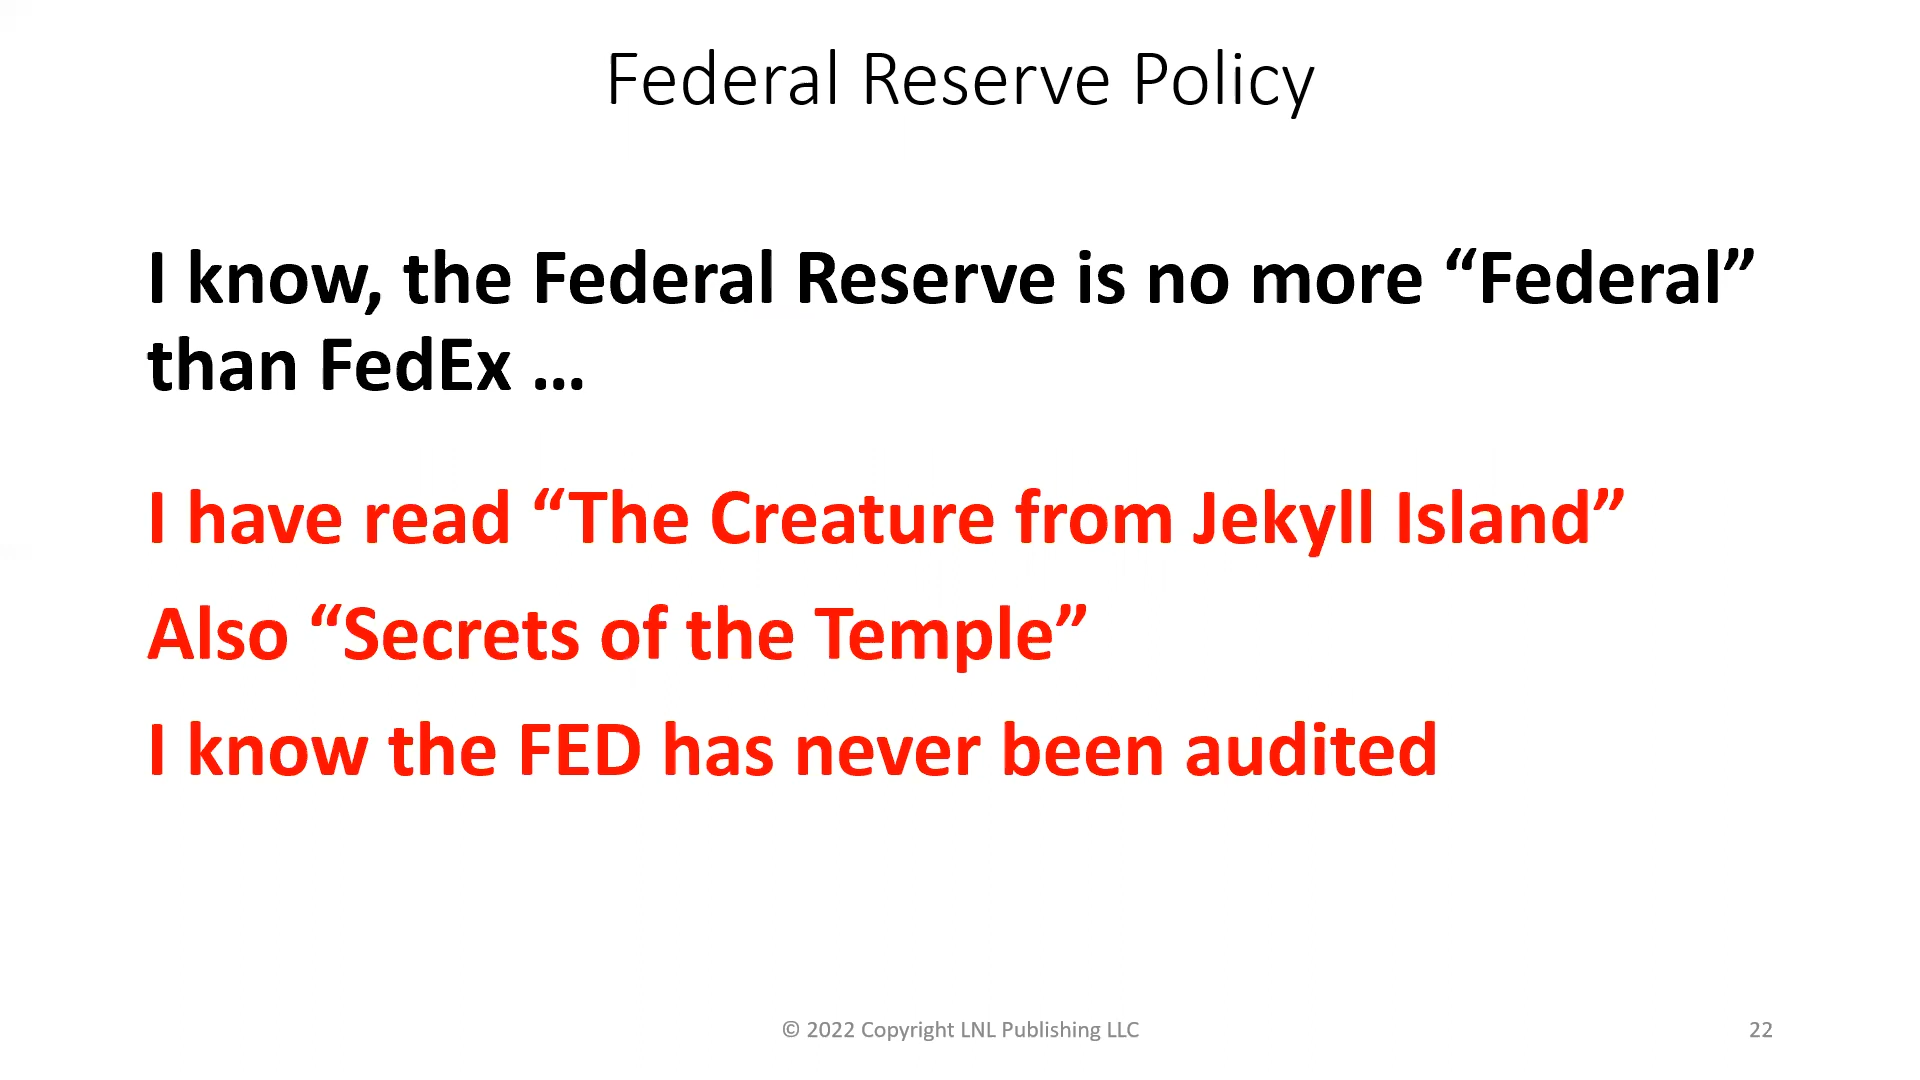 Federal Reserve Policy
I know, the Federal Reserve is no more “Federal”
than FedEx …
I have read “The Creature from Jekyll Island”
Also “Secrets of the Temple”
I know the FED has never been audited
© 2022 Copyright LNL Publishing LLC
22